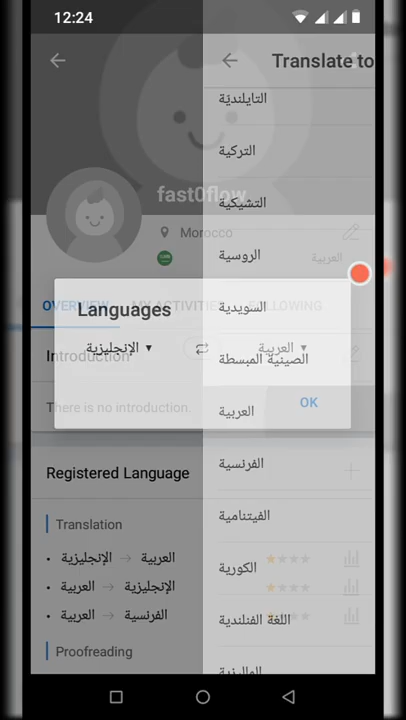 12:24
Translate to
التايلنديّة
التركية
fast0flow
التشيكية
Morocco
الروسية
العربية
OVERVIEW
MY ACTIVITIES
FOLLOWING
Languages
السويدية
الإنجليزية
العربية
Introduction
الصينية المبسطة
There is no introduction.
العربية
OK
Registered Language
الفرنسية
Translation
الفيتنامية
العربية → الإنجليزية
الكورية
الإنجليزية → العربية
الفرنسية → العربية
اللغة الفنلندية
Proofreading